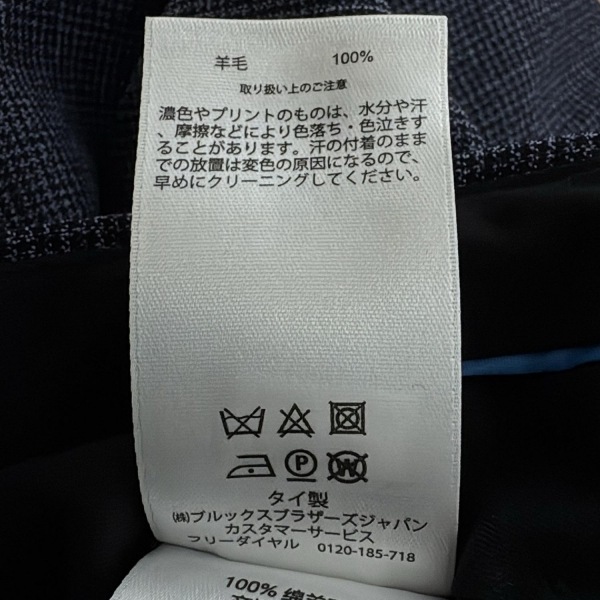 羊毛 100%
取り扱い上のご注意
濃色やプリントのものは、水分や汗
、摩擦などにより色落ち・色泣きす
ることがあります。汗の付着のまま
での放置は変色の原因になるので、
早めにクリーニングしてください。
P W
タイ製
㈱ブルックスブラザーズジャパン
カスタマーサービス
フリーダイヤル 0120-185-718
100% 綿羊